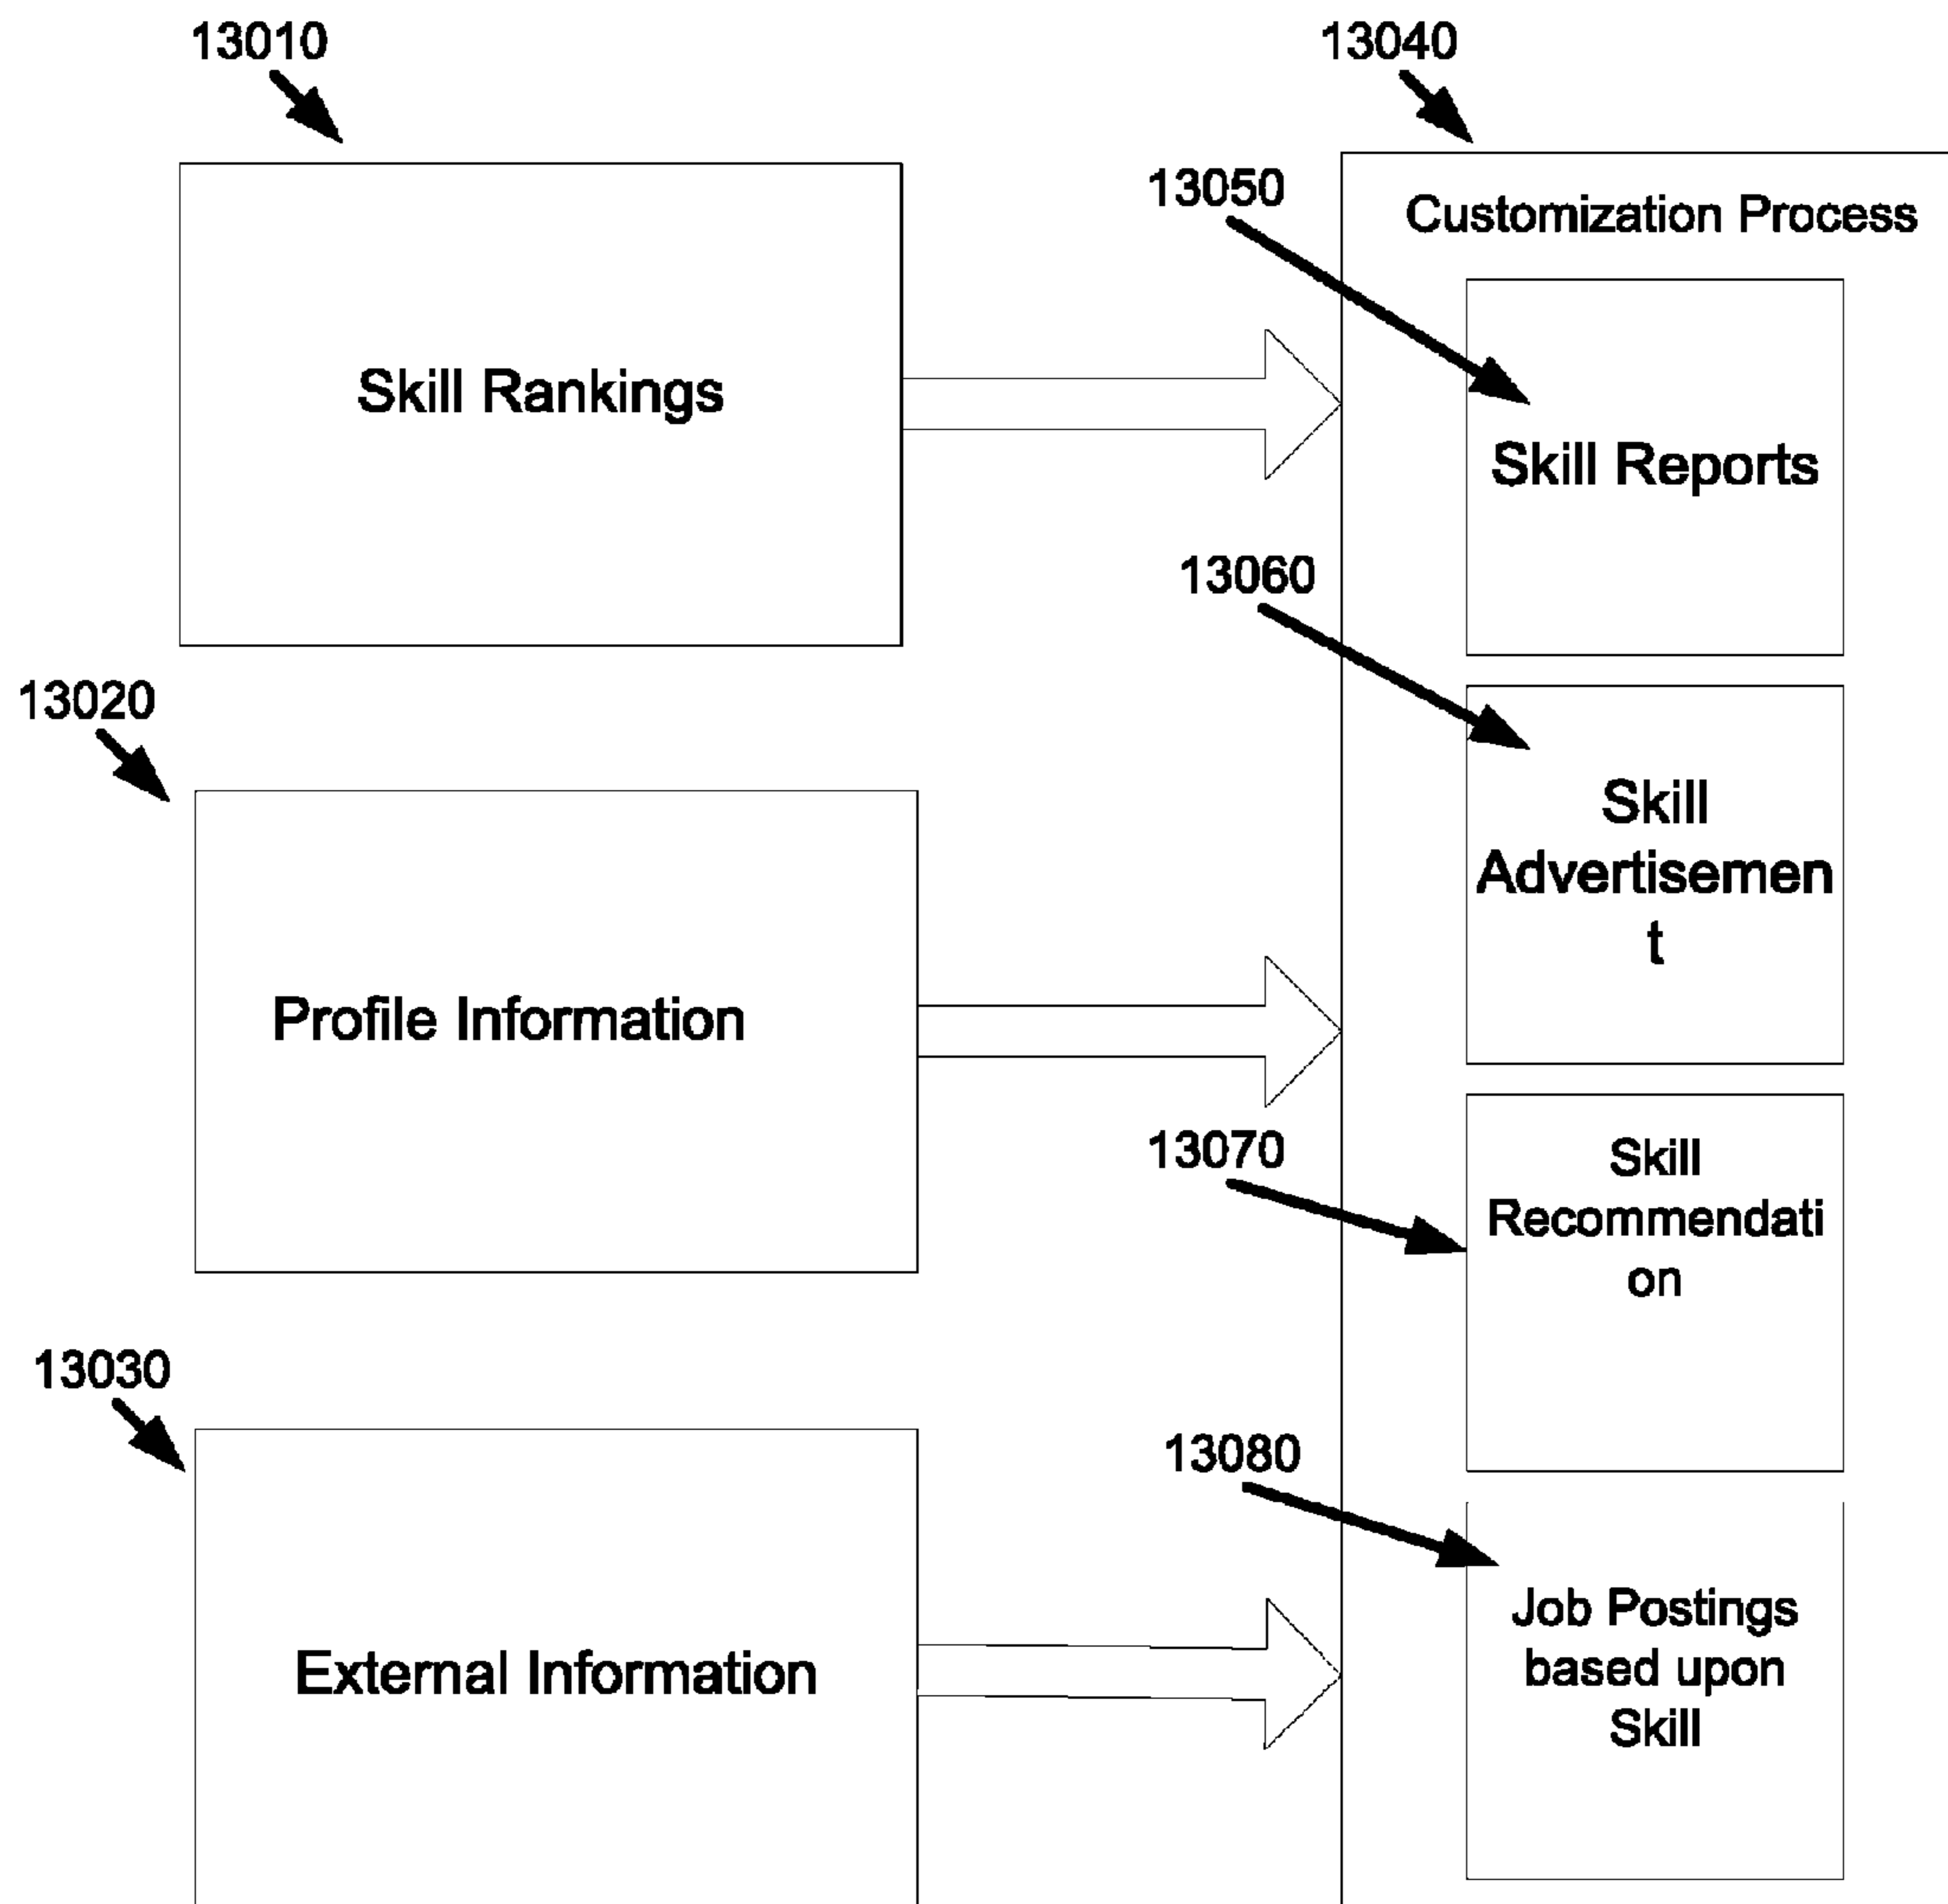 13010
13040
13050
Customization Process
Skill Rankings
Skill Reports
13060
13020
Skill
Advertisemen
t
Profile Information
13070
Skill
Recommendati
on
13030
13080
External Information
Job Postings
based upon
Skill